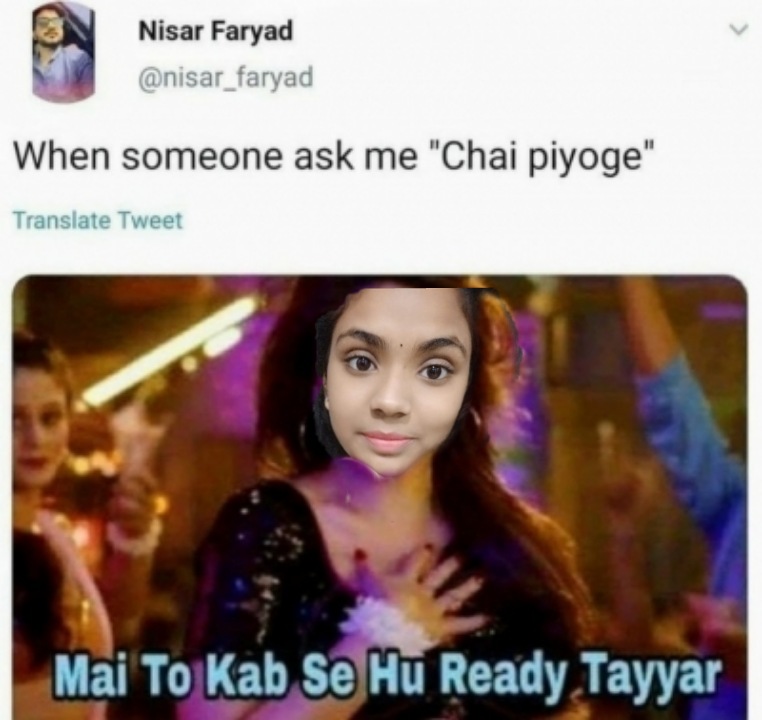 Nisar Faryad
@nisar_faryad
When someone ask me "Chai piyoge"
Translate Tweet
Mai To Kab Se Hu Ready Tayyar